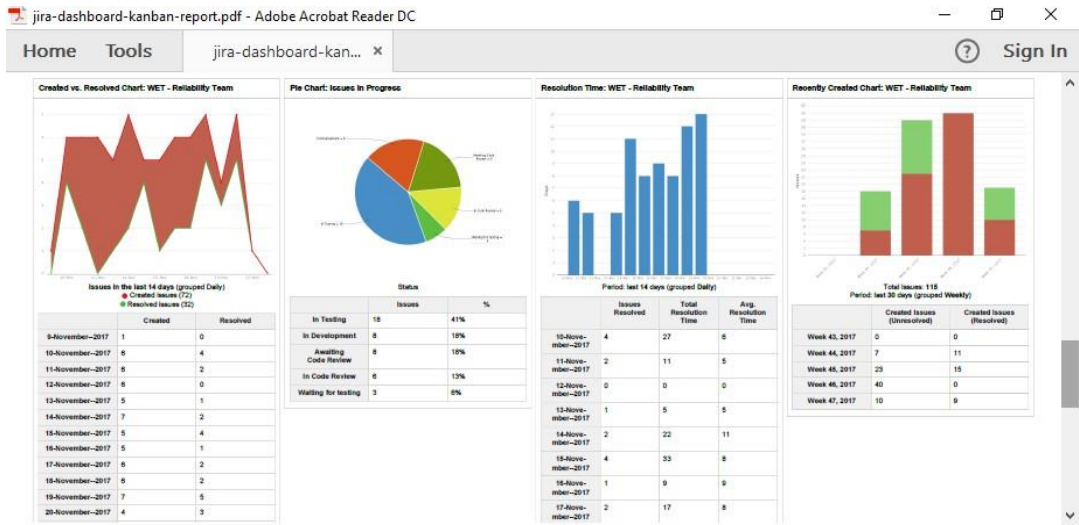 jira-dashboard-kanban-report.pdf - Adobe Acrobat Reader DC
Home Tools jira-dashboard-kan... × ? Sign In
Created vs. Resolved Chart: WET - Reliability Team
Issues in the last 14 days (grouped Daily)
Created issues (72)
Resolved issues (32)
Created Resolved
9-November--2017 1 0
10-November--2017 6 4
11-November--2017 6 2
12-November--2017 6 0
13-November--2017 5 1
14-November--2017 7 2
15-November--2017 5 4
16-November--2017 5 1
17-November--2017 6 2
18-November--2017 6 2
19-November--2017 7 5
20-November--2017 4 3
Pie Chart: Issues in Progress
Status
Issues %
In Testing 18 41%
In Development 8 18%
Awaiting
Code Review 8 18%
In Code Review 6 13%
Waiting for testing 3 6%
Resolution Time: WET - Reliability Team
Days
Period: last 14 days (grouped Daily)
Issues
Resolved
Total
Resolution
Time
Avg.
Resolution
Time
10-Nove-
mber--2017 4 27 6
11-Nove-
mber--2017 2 11 5
12-Nove-
mber--2017 0 0 0
13-Nove-
mber--2017 1 5 5
14-Nove-
mber--2017 2 22 11
15-Nove-
mber--2017 4 33 8
16-Nove-
mber--2017 1 9 9
17-Nove-
mber--2017 2 17 8
Recently Created Chart: WET - Reliability Team
Issues
Total Issues: 115
Period: last 30 days (grouped Weekly)
Created Issues
(Unresolved)
Created Issues
(Resolved)
Week 43, 2017 0 0
Week 44, 2017 7 11
Week 45, 2017 23 15
Week 46, 2017 40 0
Week 47, 2017 10 9